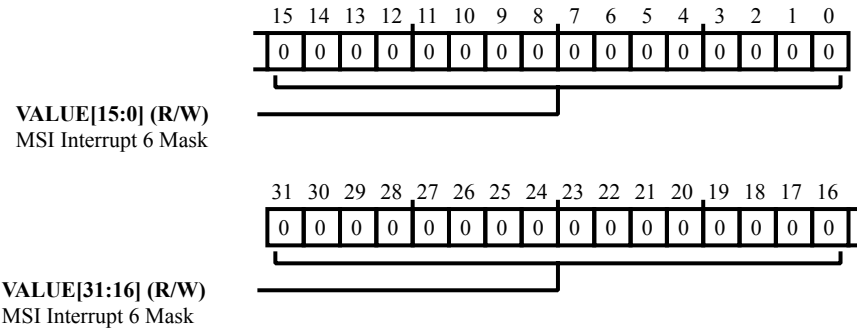 15 14 13 12 11 10 9 8 7 6 5 4 3 2 1 0
0 0 0 0 0 0 0 0 0 0 0 0 0 0 0 0
VALUE[15:0] (R/W)
MSI Interrupt 6 Mask
31 30 29 28 27 26 25 24 23 22 21 20 19 18 17 16
0 0 0 0 0 0 0 0 0 0 0 0 0 0 0 0
VALUE[31:16] (R/W)
MSI Interrupt 6 Mask